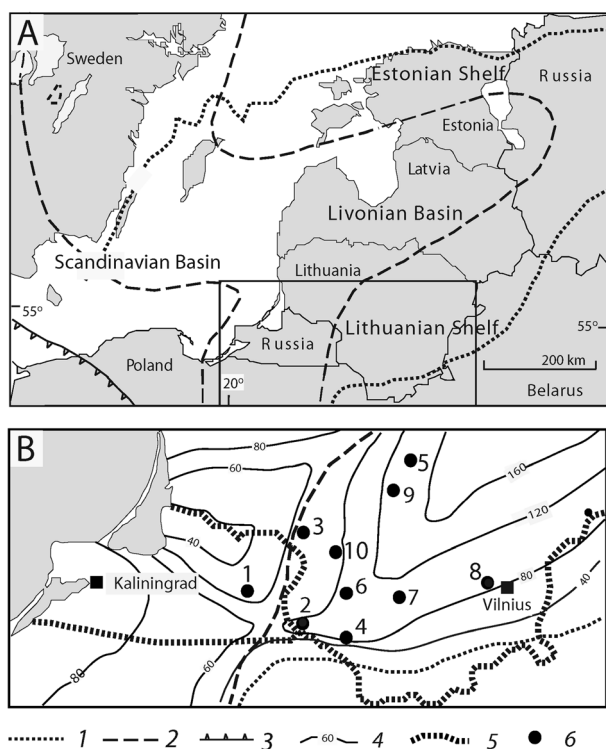 A
Sweden
Estonian Shelf
Russia
Estonia
Latvia
Livonian Basin
Scandinavian Basin
Lithuania
55°
Russia
Lithuanian Shelf
55°
Poland
20°
200 km
Belarus
B
80
60
5
160
9
40
3
120
10
Kaliningrad
1
6
7
8
80
40
Vilnius
2
4
80
60
60
1
2
3
60
4
5
6